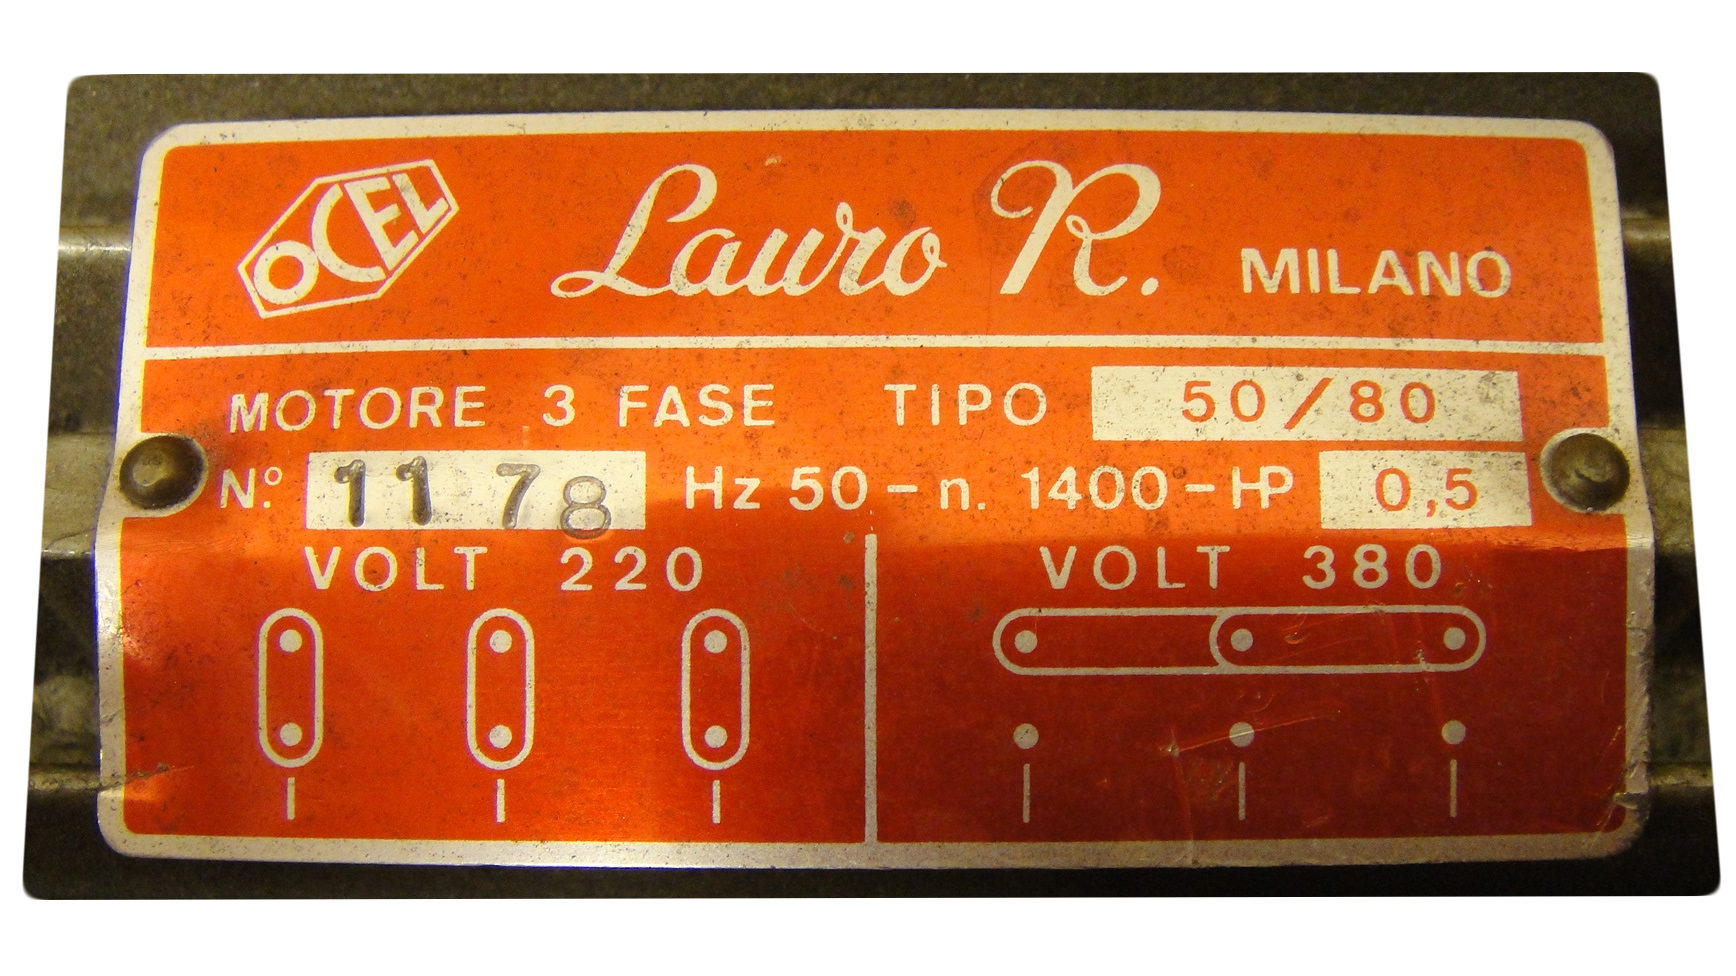 OCEL Lauro R. MILANO
MOTORE 3 FASE TIPO 50/80
N.º 1178 Hz 50 - n. 1400 - HP 0,5
VOLT 220 VOLT 380